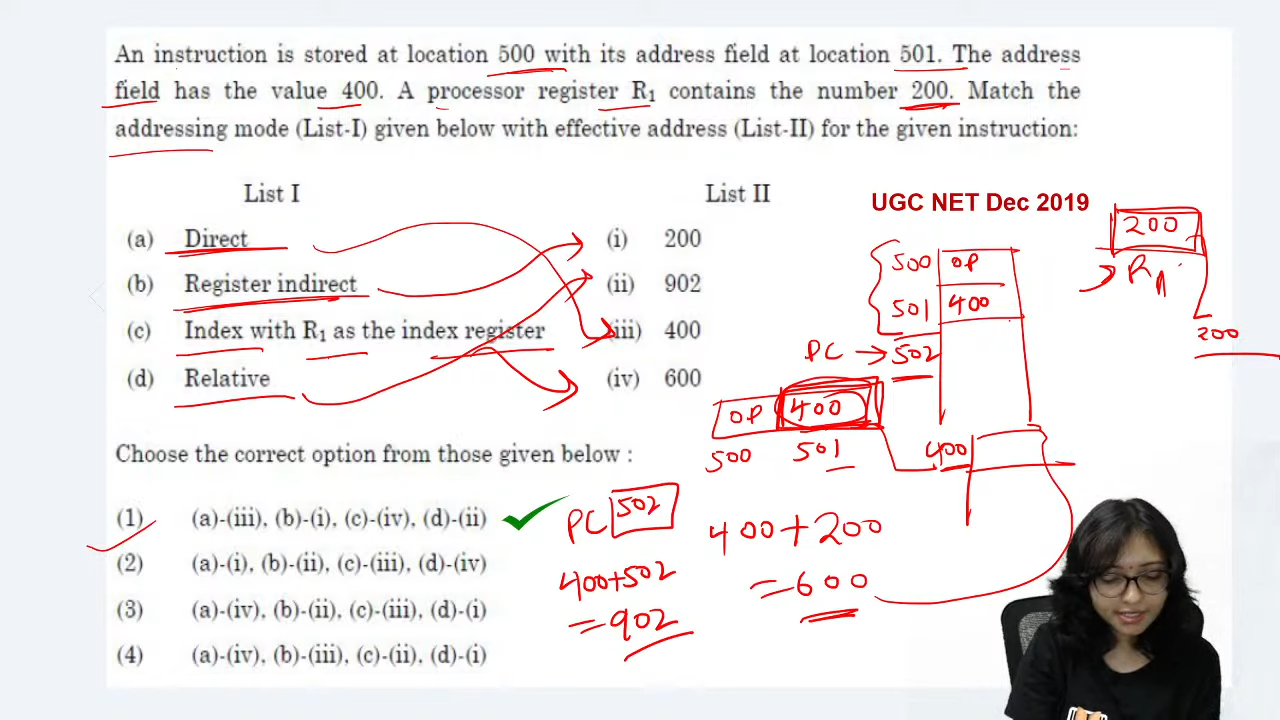 An instruction is stored at location 500 with its address field at location 501. The address
field has the value 400. A processor register R₁ contains the number 200. Match the
addressing mode (List-I) given below with effective address (List-II) for the given instruction:
List I
List II
UGC NET Dec 2019
(a) Direct
(i) 200
(b) Register indirect
(ii) 902
(c) Index with R₁ as the index register
(iii) 400
(d) Relative
(iv) 600
Choose the correct option from those given below :
(1) (a)-(iii), (b)-(i), (c)-(iv), (d)-(ii)
(2) (a)-(i), (b)-(ii), (c)-(iii), (d)-(iv)
(3) (a)-(iv), (b)-(ii), (c)-(iii), (d)-(i)
(4) (a)-(iv), (b)-(iii), (c)-(ii), (d)-(i)
500 OP
501 400
PC → 502
400
200
R₁
200
OP 400
500 501
PC 502
400+502
=902
400+200
=600